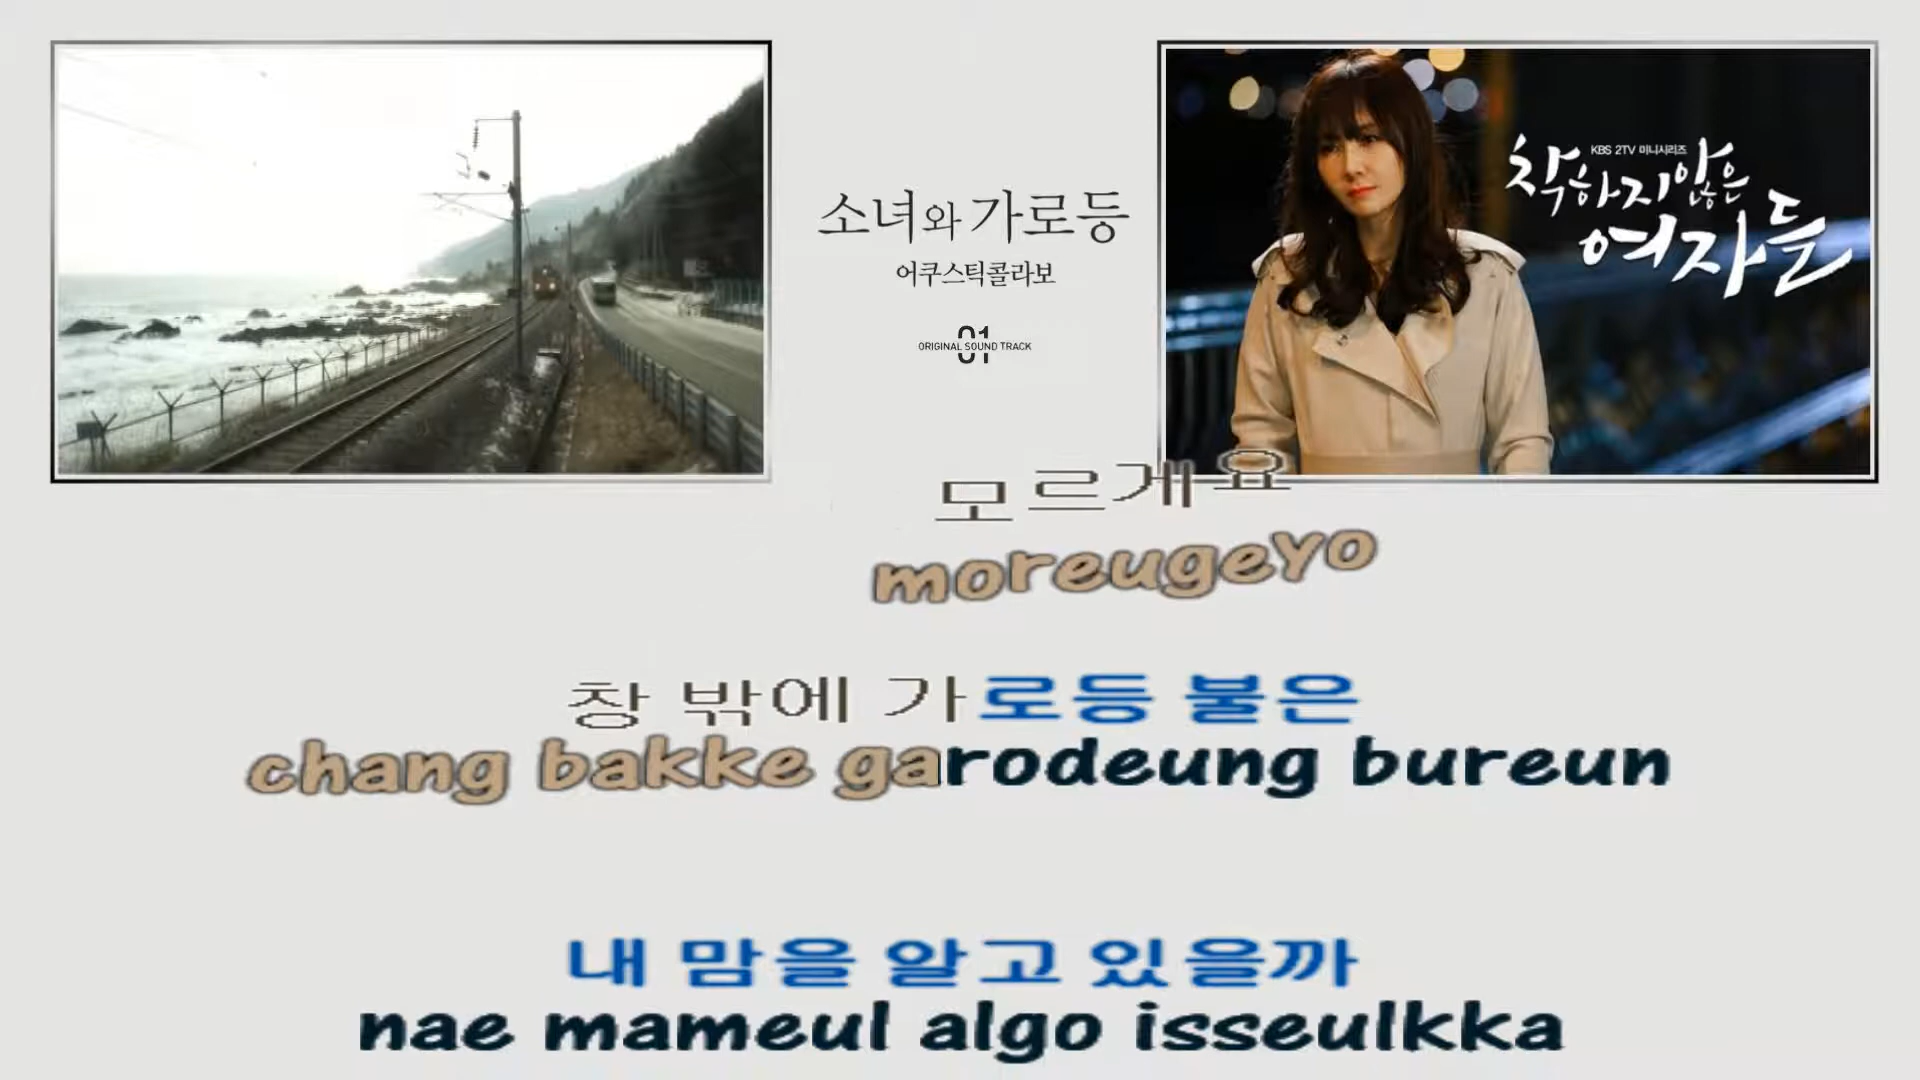 소녀와 가로등
어쿠스틱콜라보
01
ORIGINAL SOUND TRACK
KBS 2TV 미니시리즈
착하지 않은
여자들
모르게요
moreugeyo
창 밖에 가로등 불은
chang bakke garodeung bureun
내 맘을 알고 있을까
nae mameul algo isseulkka